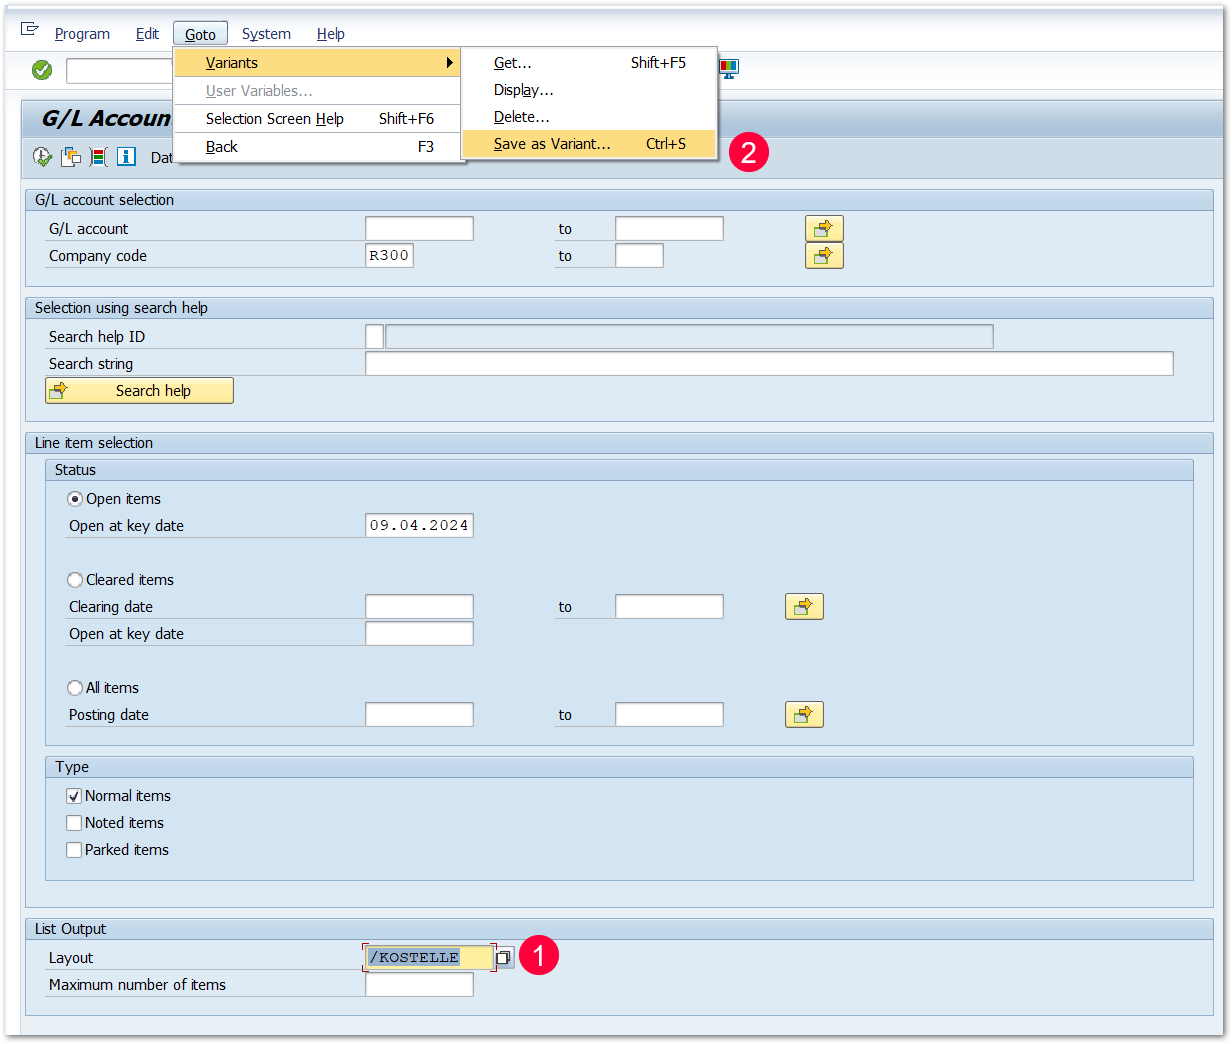 Program Edit Goto System Help
Variants
User Variables...
Selection Screen Help Shift+F6
Back F3
Get... Shift+F5
Display...
Delete...
Save as Variant... Ctrl+S
2
G/L Accoun
Dat
G/L account selection
G/L account to
Company code R300 to
Selection using search help
Search help ID
Search string
Search help
Line item selection
Status
Open items
Open at key date 09.04.2024
Cleared items
Clearing date to
Open at key date
All items
Posting date to
Type
Normal items
Noted items
Parked items
List Output
Layout /KOSTELLE 1
Maximum number of items